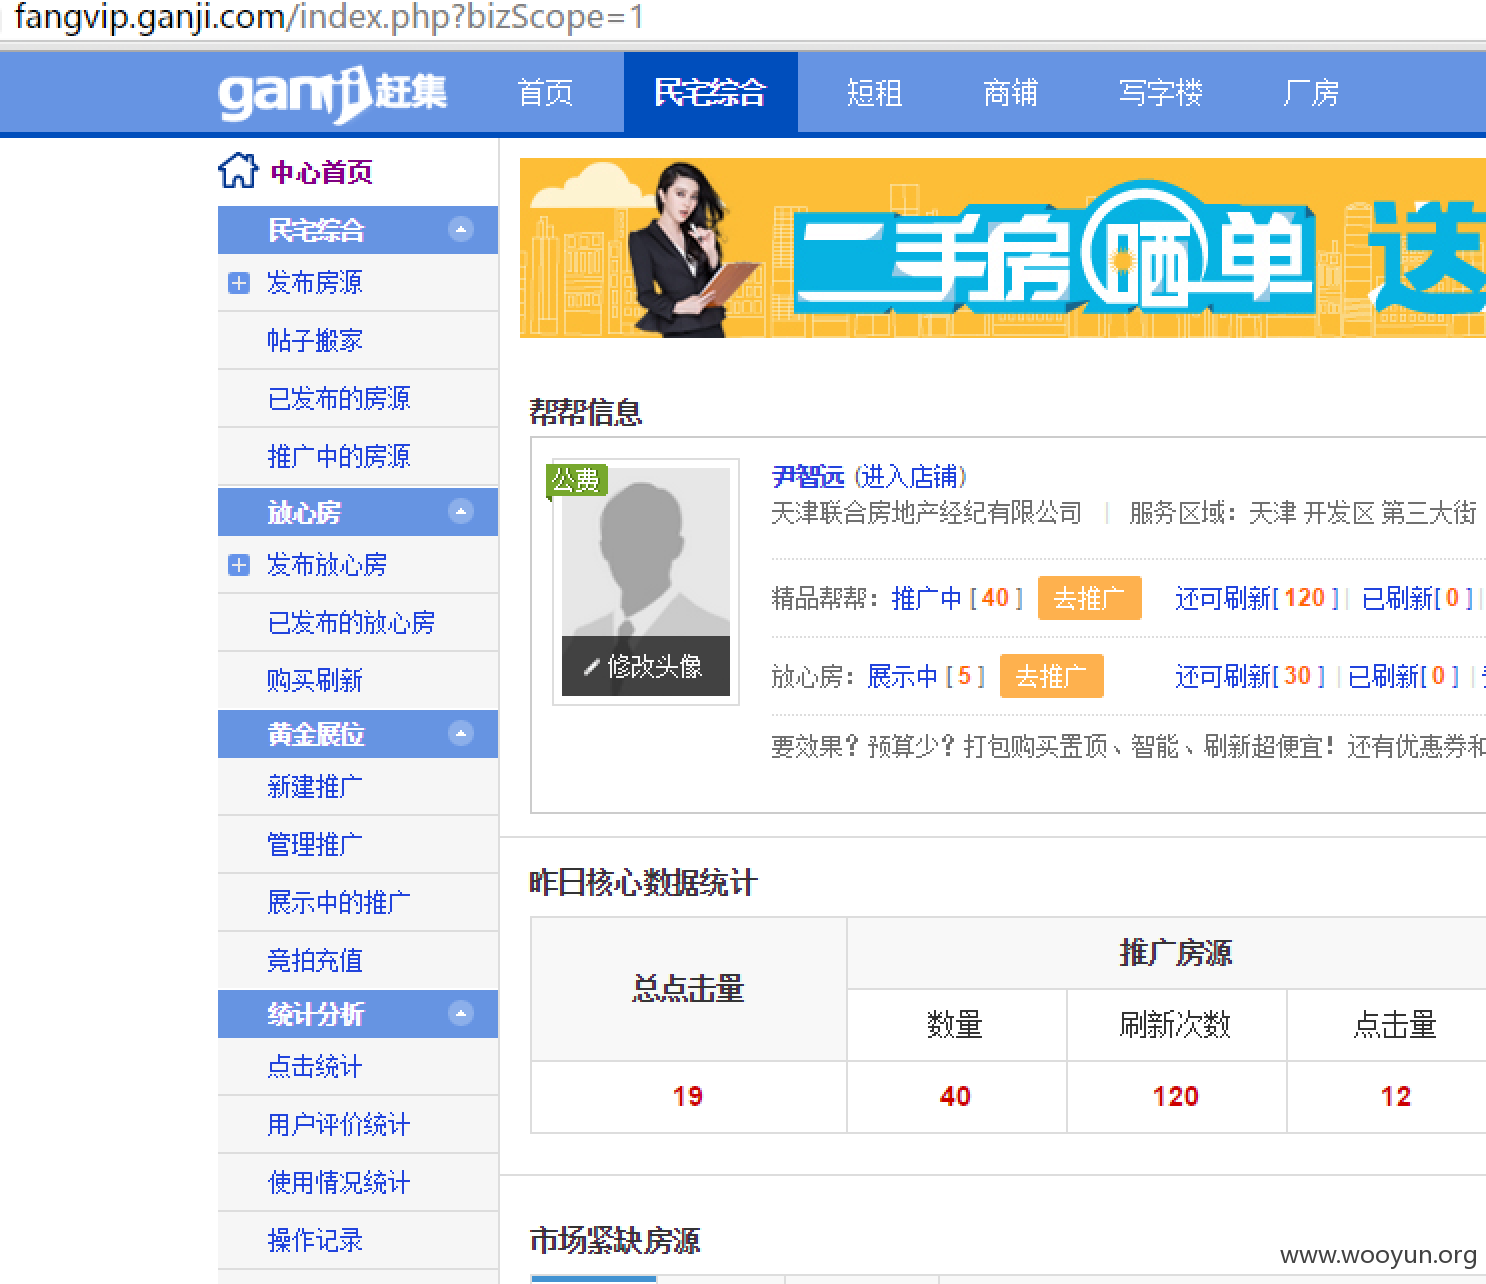 fangvip.ganji.com/index.php?bizScope=1
ganji赶集 首页 民宅综合 短租 商铺 写字楼 厂房
中心首页
民宅综合
发布房源
帖子搬家
已发布的房源
推广中的房源
放心房
发布放心房
已发布的放心房
购买刷新
黄金展位
新建推广
管理推广
展示中的推广
竞拍充值
统计分析
点击统计
用户评价统计
使用情况统计
操作记录
二手房晒单 送
帮帮信息
公费
修改头像
尹智远 (进入店铺)
天津联合房地产经纪有限公司 | 服务区域：天津 开发区 第三大街
精品帮帮：推广中 [ 40 ] 去推广 还可刷新[ 120 ] | 已刷新[ 0 ] |
放心房：展示中 [ 5 ] 去推广 还可刷新[ 30 ] | 已刷新[ 0 ] |
要效果？预算少？打包购买置顶、智能、刷新超便宜！还有优惠券和
昨日核心数据统计
总点击量 推广房源
数量 刷新次数 点击量
19 40 120 12
市场紧缺房源
www.wooyun.org